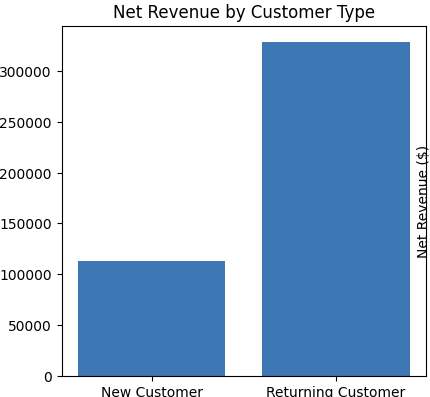 Net Revenue by Customer Type
300000
250000
200000
150000
100000
50000
0
Net Revenue ($)
New Customer
Returning Customer